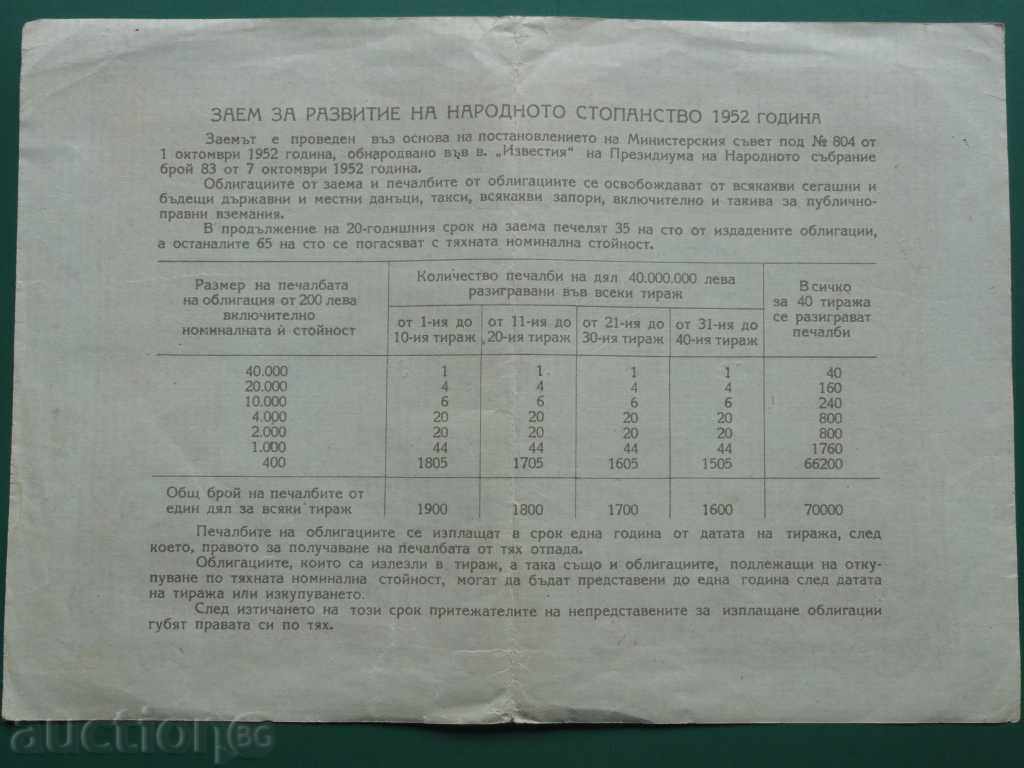 ЗАЕМ ЗА РАЗВИТИЕ НА НАРОДНОТО СТОПАНСТВО 1952 ГОДИНА
Заемът е проведен въз основа на постановлението на Министерския съвет под № 804 от
1 октомври 1952 година, обнародвано във в. „Известия" на Президиума на Народното събрание
брой 83 от 7 октомври 1952 година.
Облигациите от заема и печалбите от облигациите се освобождават от всякакви сегашни и
бъдещи държавни и местни данъци, такси, всякакви запори, включително и такива за публично-
правни вземания.
В продължение на 20-годишния срок на заема печелят 35 на сто от издадените облигации,
а останалите 65 на сто се погасяват с тяхната номинална стойност.
Размер на печалбата
на облигация от 200 лева
включително
номиналната ѝ стойност
Количество печалби на дял 40.000.000 лева
разигравани във всеки тираж
Всичко
за 40 тиража
се разиграват
печалби
от 1-ия до
10-ия тираж
от 11-ия до
20-ия тираж
от 21-ия до
30-ия тираж
от 31-ия до
40-ия тираж
40.000 1 1 1 1 40
20.000 4 4 4 4 160
10.000 6 6 6 6 240
4.000 20 20 20 20 800
2.000 20 20 20 20 800
1.000 44 44 44 44 1760
400 1805 1705 1605 1505 66200
Общ брой на печалбите от
един дял за всяки тираж 1900 1800 1700 1600 70000
Печалбите на облигациите се изплащат в срок една година от датата на тиража, след
което, правото за получаване на печалбата от тях отпада.
Облигациите, които са излезли в тираж, а така също и облигациите, подлежащи на отку-
пуване по тяхната номинална стойност, могат да бъдат представени до една година след датата
на тиража или изкупуването.
След изтичането на този срок притежателите на непредставените за изплащане облигации
губят правата си по тях.
auctionBG